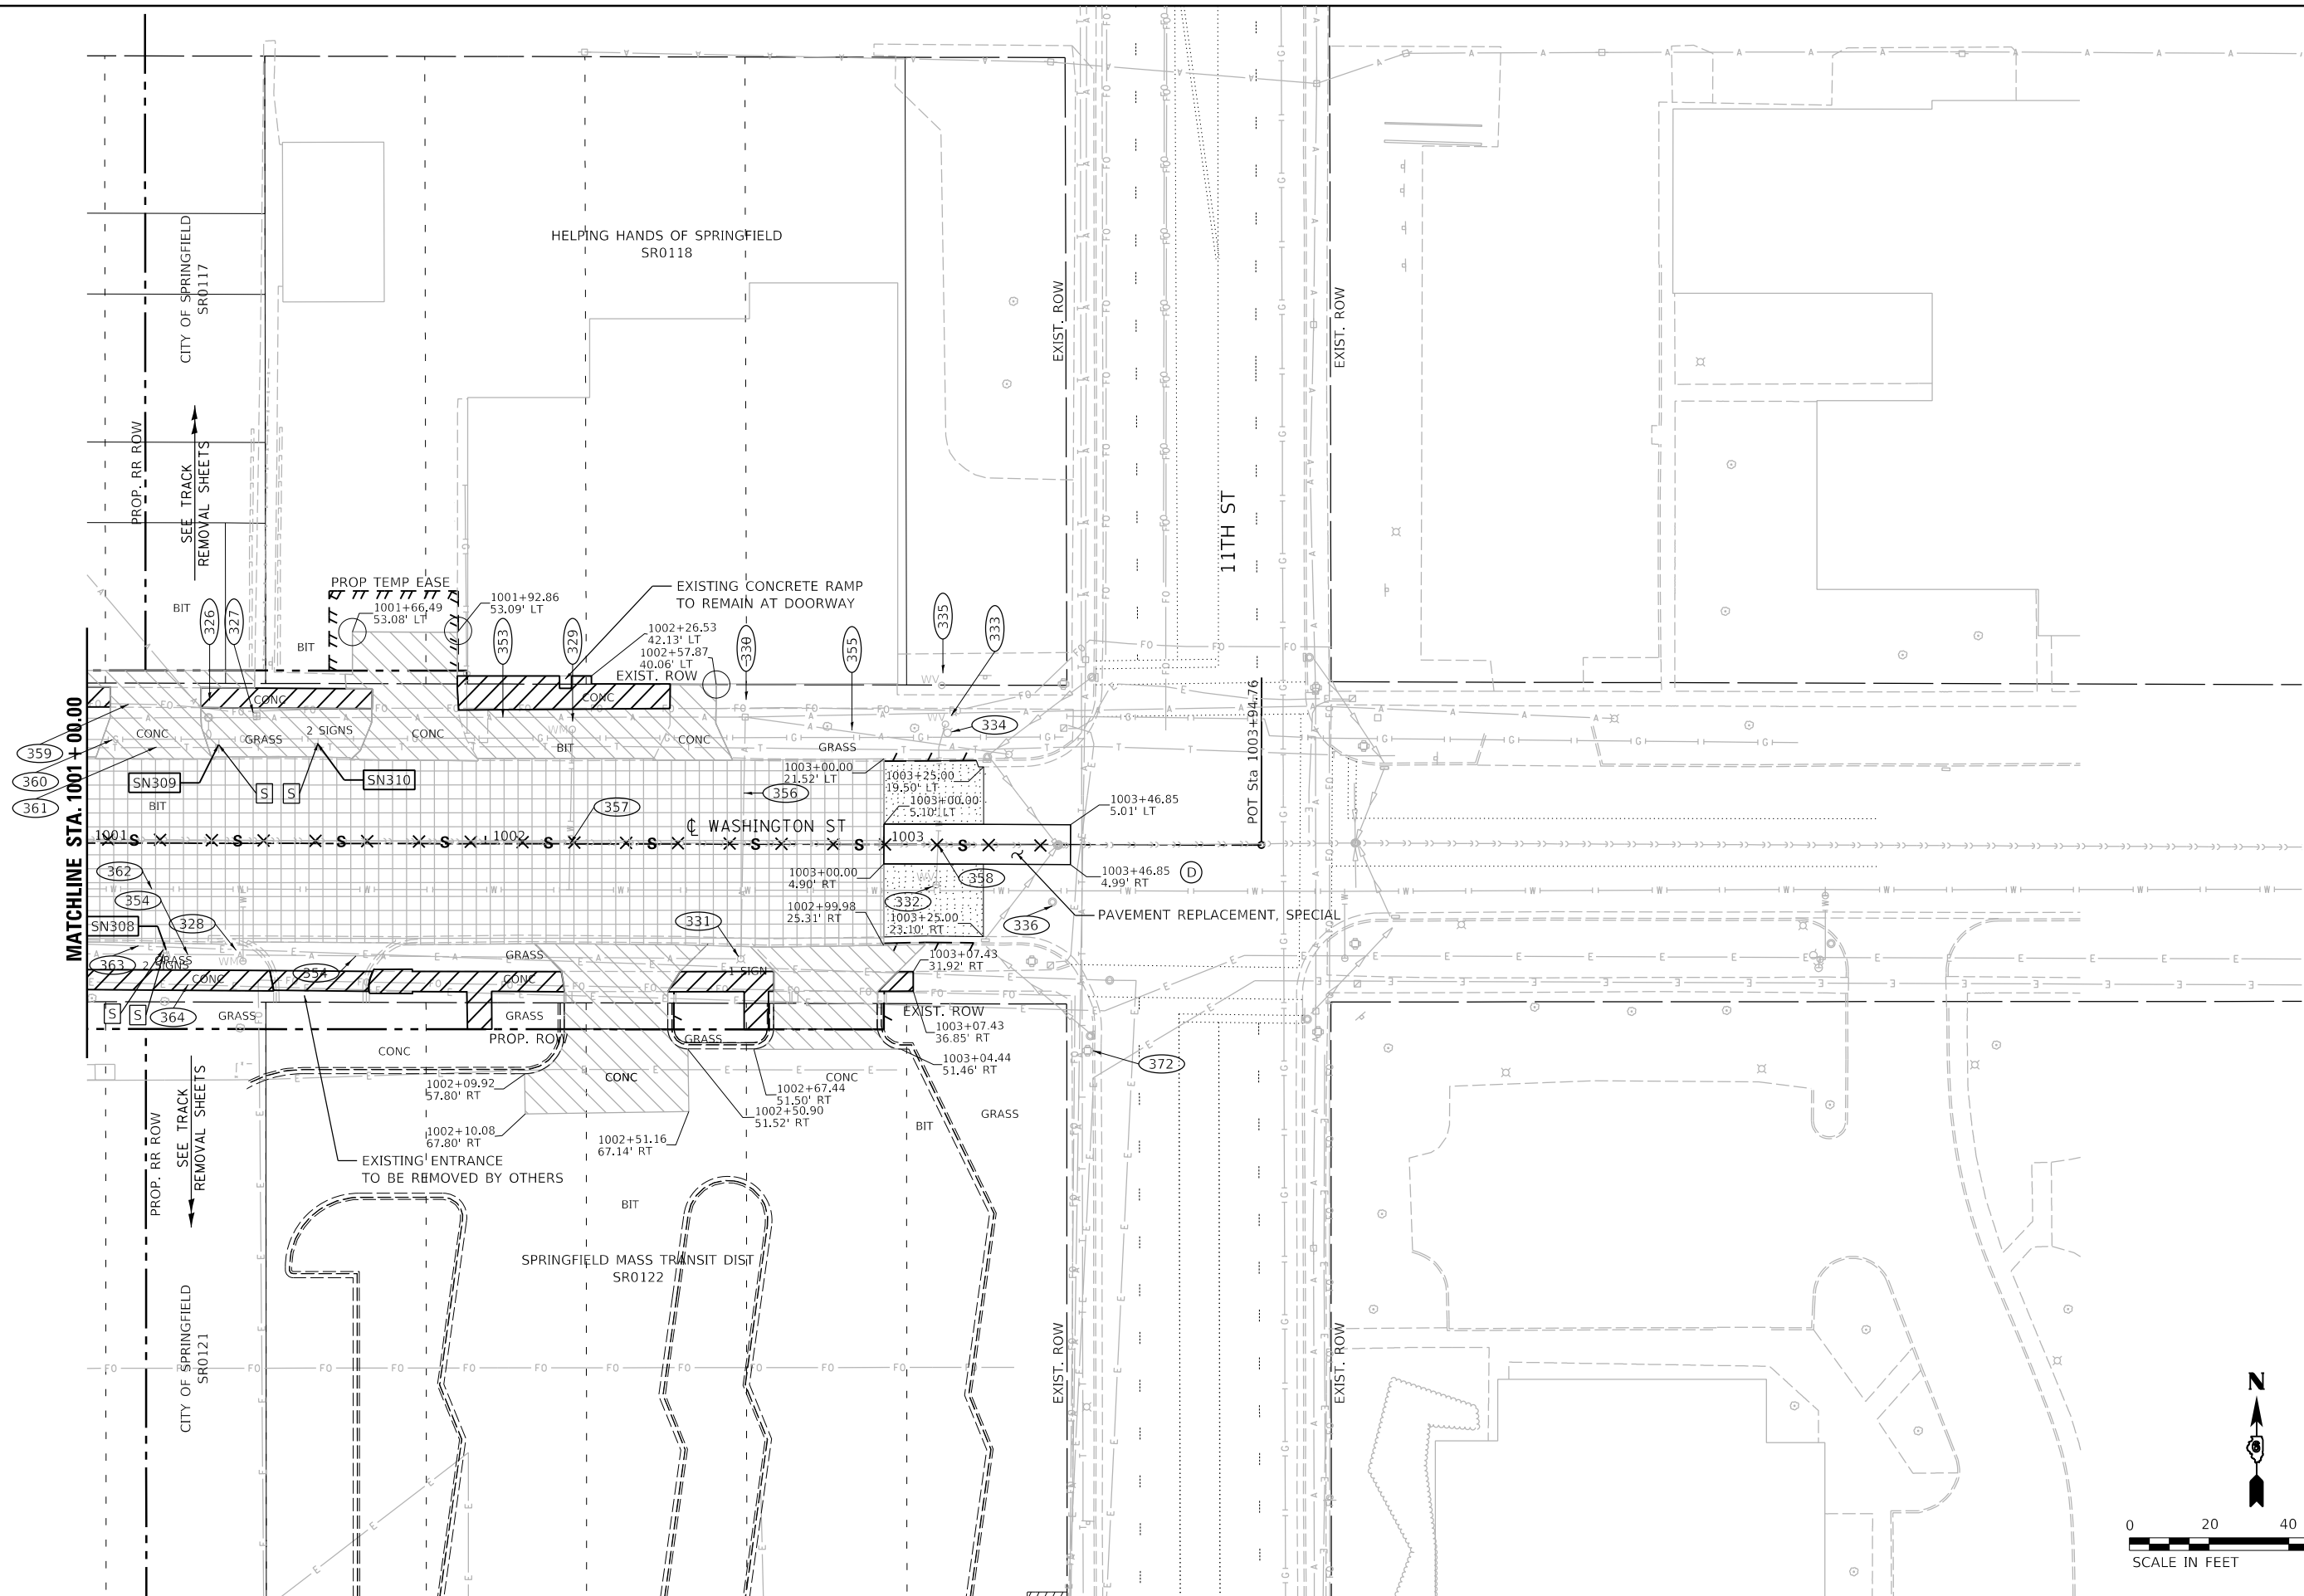 HELPING HANDS OF SPRINGFIELD
SR0118
CITY OF SPRINGFIELD
SR0117
EXIST. ROW
EXIST. ROW
PROP. RR ROW
SEE TRACK
REMOVAL SHEETS
11TH ST
PROP TEMP EASE
1001+66.49
53.08' LT
1001+92.86
53.09' LT
EXISTING CONCRETE RAMP
TO REMAIN AT DOORWAY
1002+26.53
42.13' LT
1002+57.87
40.06' LT
EXIST. ROW
BIT
BIT
326
327
353
329
330
355
335
333
334
359
360
361
MATCHLINE STA. 1001+00.00
CONC
CONC
GRASS
2 SIGNS
CONC
CONC
BIT
CONC
GRASS
WV
WV
WM
SN309
S
S
SN310
BIT
357
356
1003+00.00
21.52' LT
1003+25.00
19.50' LT
1003+00.00
5.10' LT
1003+46.85
5.01' LT
POT Sta 1003+94.76
1001
1002
℄ WASHINGTON ST
1003
S
S
S
S
S
S
S
S
S
1003+00.00
4.90' RT
358
1003+46.85
4.99' RT
D
362
354
SN308
328
363
2 SIGNS
GRASS
WM
354
331
1002+99.98
25.31' RT
332
WV
1003+25.00
23.10' RT
336
PAVEMENT REPLACEMENT, SPECIAL
GRASS
CONC
CONC
1 SIGN
1003+07.43
31.92' RT
S
S
364
GRASS
GRASS
PROP. ROW
GRASS
EXIST. ROW
1003+07.43
36.85' RT
1003+04.44
51.46' RT
372
CONC
CONC
CONC
1002+09.92
57.80' RT
1002+67.44
51.50' RT
1002+50.90
51.52' RT
1002+10.08
67.80' RT
1002+51.16
67.14' RT
BIT
GRASS
PROP. RR ROW
SEE TRACK
REMOVAL SHEETS
EXISTING ENTRANCE
TO BE REMOVED BY OTHERS
BIT
SPRINGFIELD MASS TRANSIT DIST
SR0122
CITY OF SPRINGFIELD
SR0121
EXIST. ROW
EXIST. ROW
N
0 20 40
SCALE IN FEET